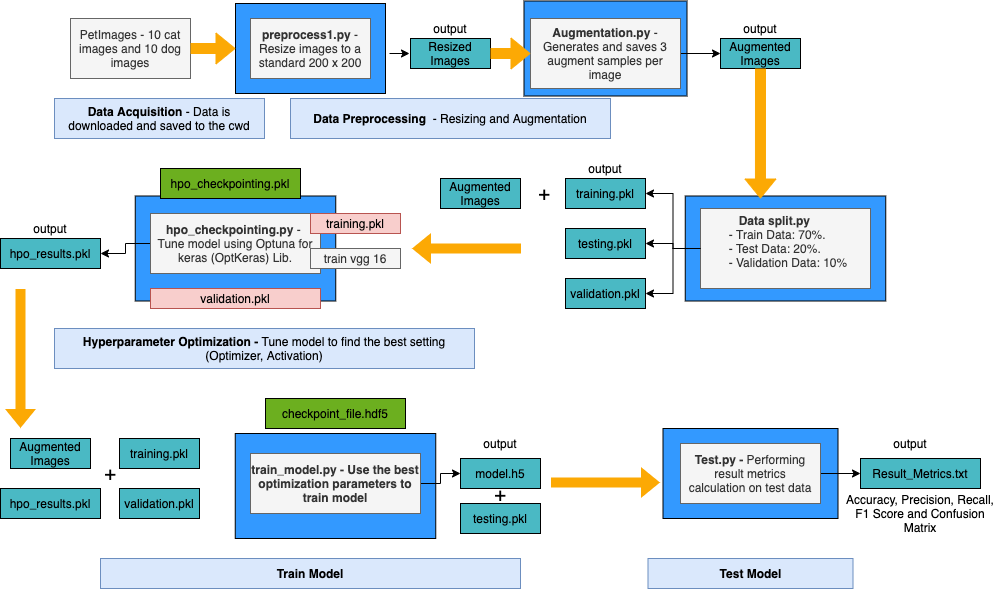 PetImages - 10 cat
images and 10 dog
images
preprocess1.py -
Resize images to a
standard 200 x 200
output
Resized
Images
Augmentation.py -
Generates and saves 3
augment samples per
image
output
Augmented
Images
Data Acquisition - Data is
downloaded and saved to the cwd
Data Preprocessing - Resizing and Augmentation
hpo_checkpointing.pkl
output
hpo_results.pkl
hpo_checkpointing.py -
Tune model using Optuna for
keras (OptKeras) Lib.
training.pkl
train vgg 16
validation.pkl
Augmented
Images
+
output
training.pkl
testing.pkl
validation.pkl
Data split.py
- Train Data: 70%.
- Test Data: 20%.
- Validation Data: 10%
Hyperparameter Optimization - Tune model to find the best setting
(Optimizer, Activation)
Augmented
Images
+
training.pkl
hpo_results.pkl
validation.pkl
checkpoint_file.hdf5
train_model.py - Use the best
optimization parameters to
train model
output
model.h5
+
testing.pkl
Test.py - Performing
result metrics
calculation on test data
output
Result_Metrics.txt
Accuracy, Precision, Recall,
F1 Score and Confusion
Matrix
Train Model
Test Model